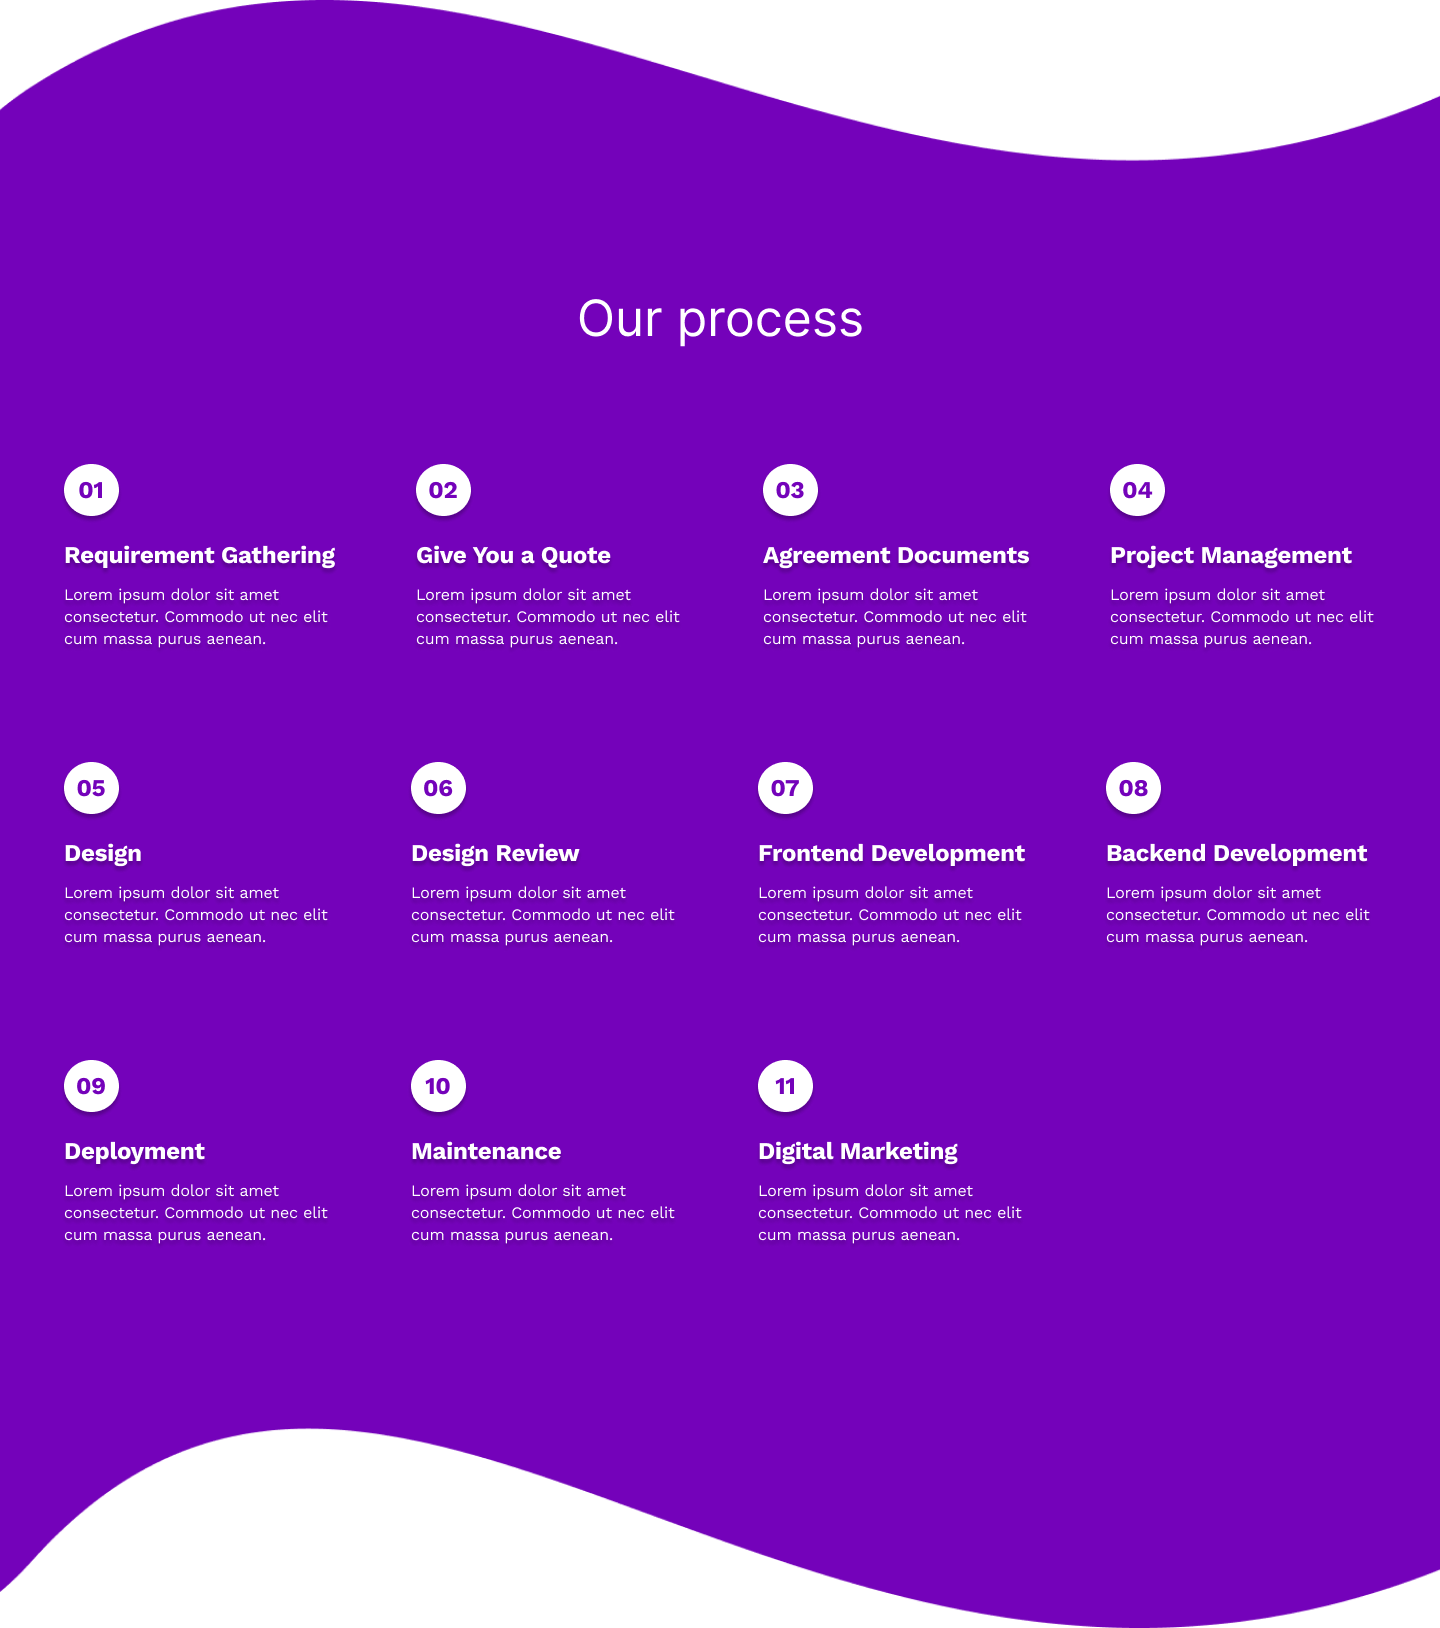 Our process
01
Requirement Gathering
Lorem ipsum dolor sit amet
consectetur. Commodo ut nec elit
cum massa purus aenean.
02
Give You a Quote
Lorem ipsum dolor sit amet
consectetur. Commodo ut nec elit
cum massa purus aenean.
03
Agreement Documents
Lorem ipsum dolor sit amet
consectetur. Commodo ut nec elit
cum massa purus aenean.
04
Project Management
Lorem ipsum dolor sit amet
consectetur. Commodo ut nec elit
cum massa purus aenean.
05
Design
Lorem ipsum dolor sit amet
consectetur. Commodo ut nec elit
cum massa purus aenean.
06
Design Review
Lorem ipsum dolor sit amet
consectetur. Commodo ut nec elit
cum massa purus aenean.
07
Frontend Development
Lorem ipsum dolor sit amet
consectetur. Commodo ut nec elit
cum massa purus aenean.
08
Backend Development
Lorem ipsum dolor sit amet
consectetur. Commodo ut nec elit
cum massa purus aenean.
09
Deployment
Lorem ipsum dolor sit amet
consectetur. Commodo ut nec elit
cum massa purus aenean.
10
Maintenance
Lorem ipsum dolor sit amet
consectetur. Commodo ut nec elit
cum massa purus aenean.
11
Digital Marketing
Lorem ipsum dolor sit amet
consectetur. Commodo ut nec elit
cum massa purus aenean.